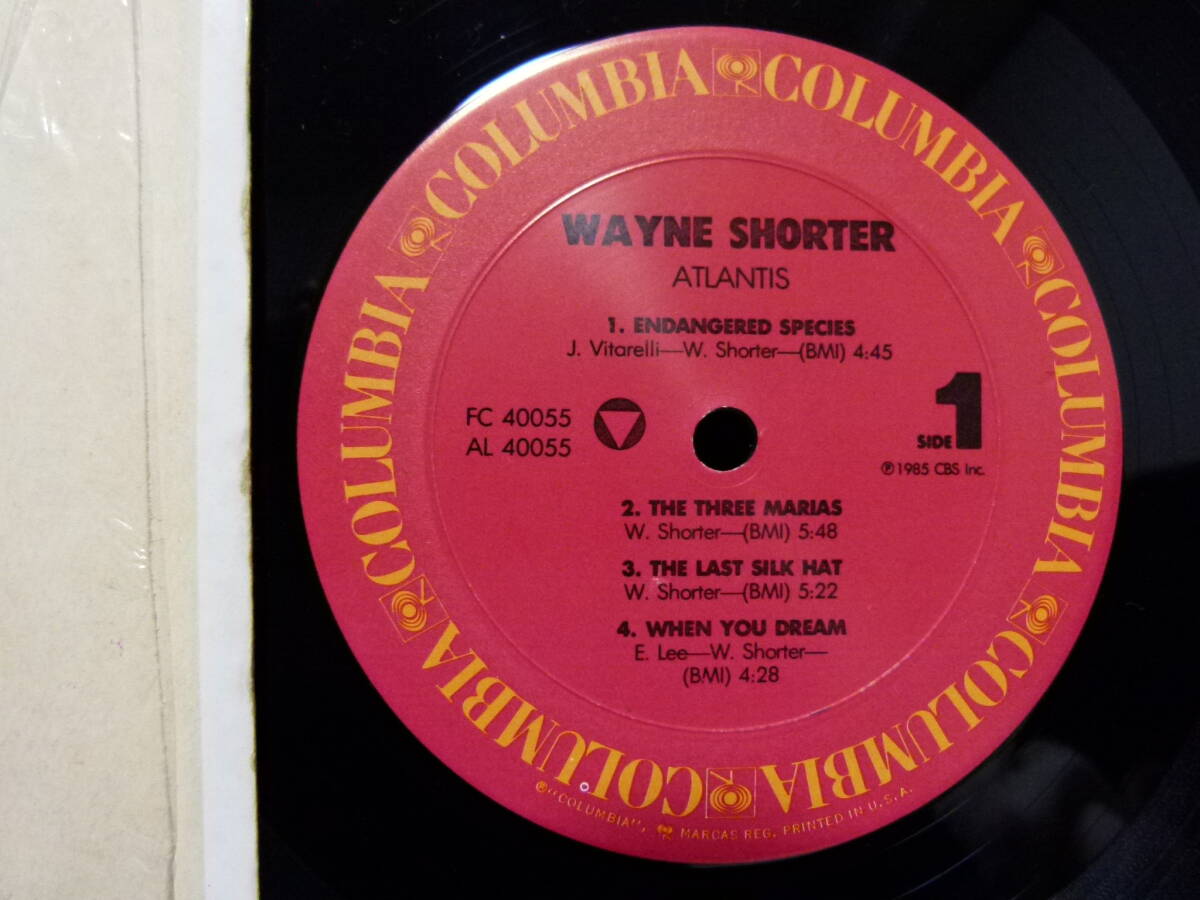 COLUMBIA COLUMBIA COLUMBIA COLUMBIA COLUMBIA COLUMBIA COLUMBIA COLUMBIA
WAYNE SHORTER
ATLANTIS
1. ENDANGERED SPECIES
J. Vitarelli—W. Shorter—(BMI) 4:45
FC 40055
AL 40055
SIDE 1
℗ 1985 CBS Inc.
2. THE THREE MARIAS
W. Shorter—(BMI) 5:48
3. THE LAST SILK HAT
W. Shorter—(BMI) 5:22
4. WHEN YOU DREAM
E. Lee—W. Shorter—
(BMI) 4:28
® "COLUMBIA", MARCAS REG. PRINTED IN U.S.A.